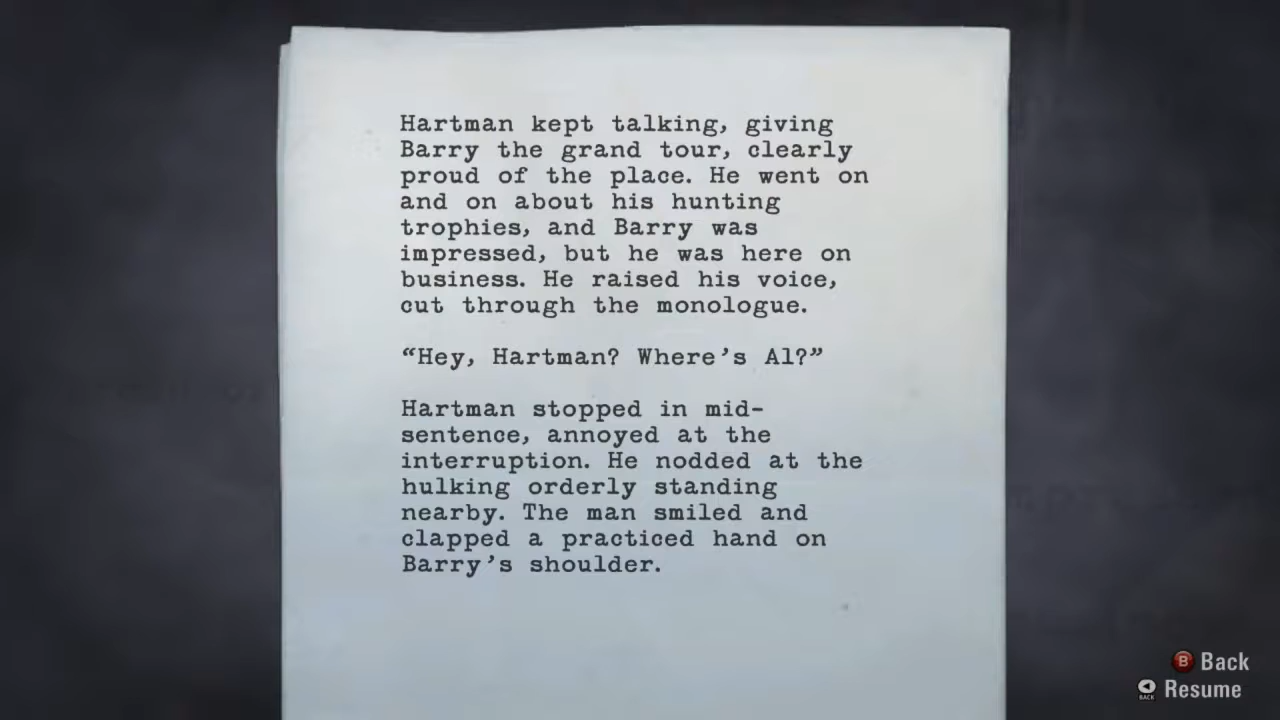 Hartman kept talking, giving
Barry the grand tour, clearly
proud of the place. He went on
and on about his hunting
trophies, and Barry was
impressed, but he was here on
business. He raised his voice,
cut through the monologue.
“Hey, Hartman? Where’s Al?”
Hartman stopped in mid-
sentence, annoyed at the
interruption. He nodded at the
hulking orderly standing
nearby. The man smiled and
clapped a practiced hand on
Barry’s shoulder.
B Back
BACK Resume